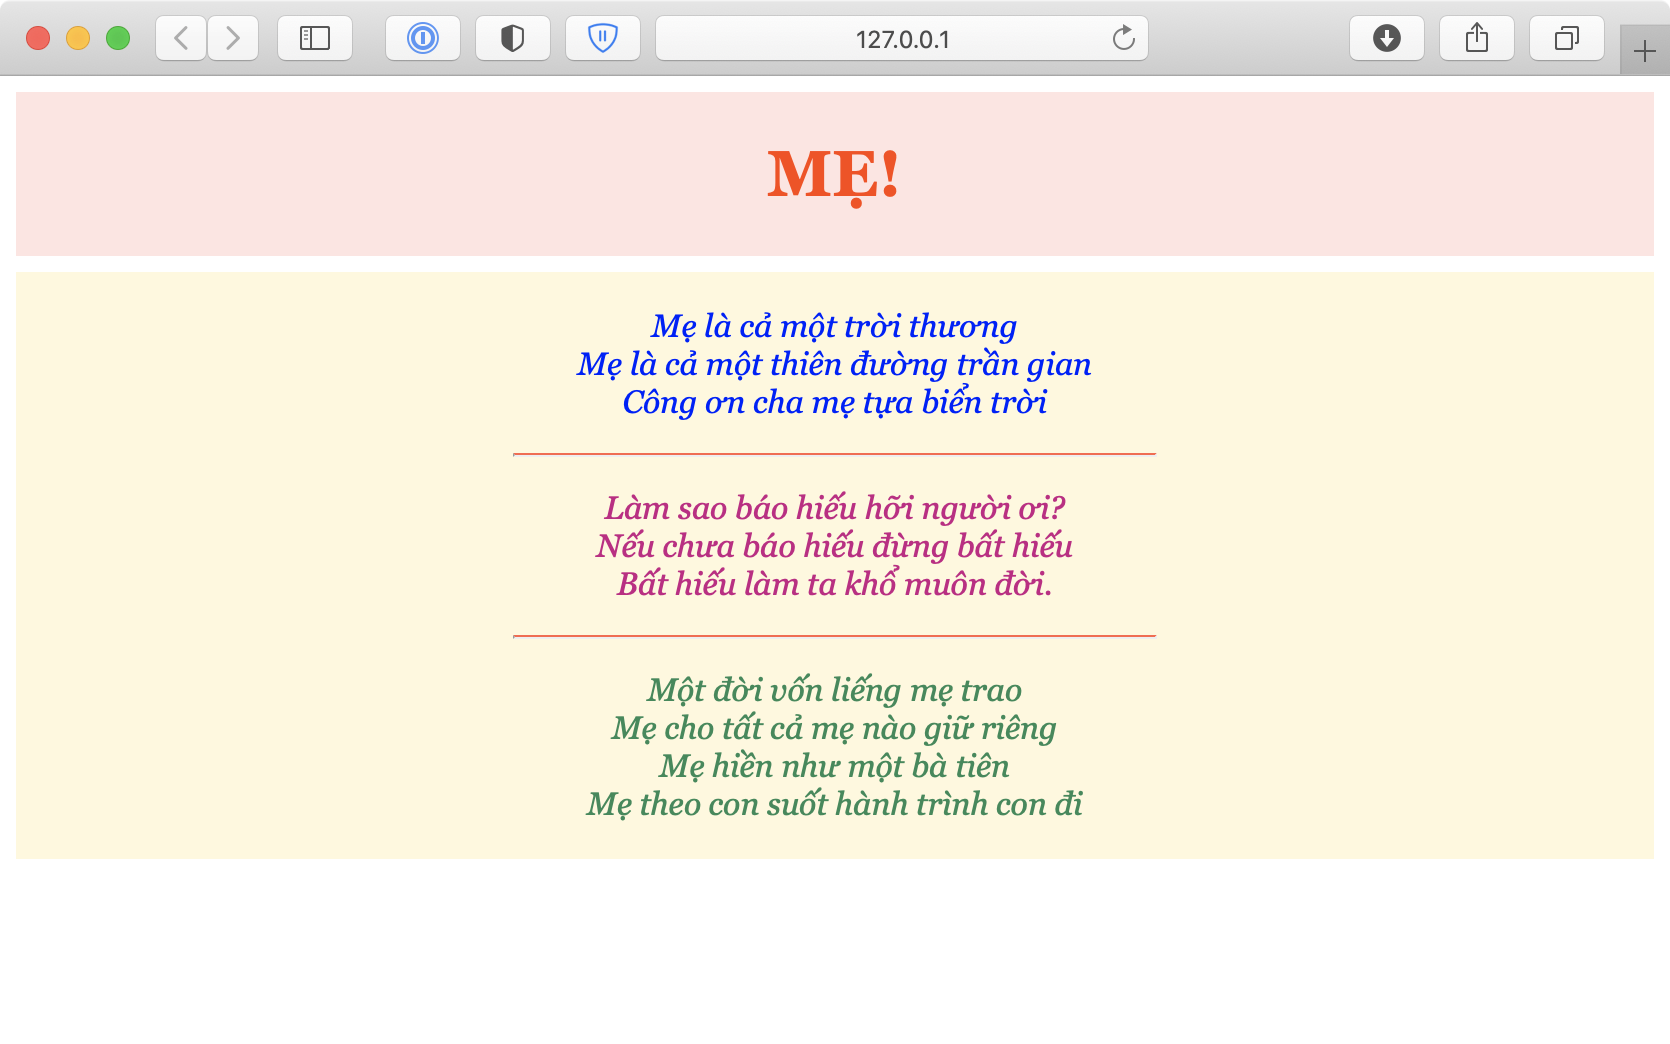 127.0.0.1
MẸ!
Mẹ là cả một trời thương
Mẹ là cả một thiên đường trần gian
Công ơn cha mẹ tựa biển trời
Làm sao báo hiếu hỡi người ơi?
Nếu chưa báo hiếu đừng bất hiếu
Bất hiếu làm ta khổ muôn đời.
Một đời vốn liếng mẹ trao
Mẹ cho tất cả mẹ nào giữ riêng
Mẹ hiền như một bà tiên
Mẹ theo con suốt hành trình con đi